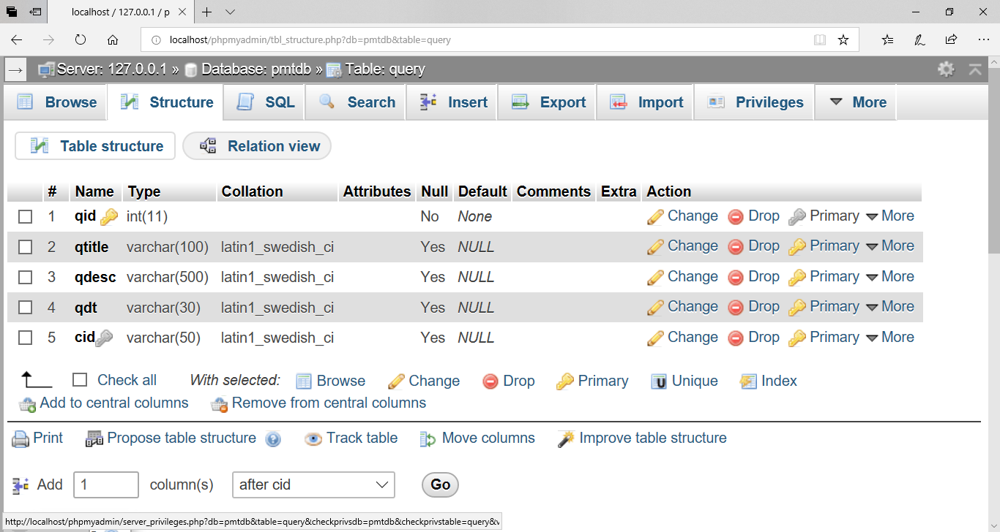 localhost / 127.0.0.1 / p
localhost/phpmyadmin/tbl_structure.php?db=pmtdb&table=query
Server: 127.0.0.1 » Database: pmtdb » Table: query
Browse Structure SQL Search Insert Export Import Privileges More
Table structure Relation view
# Name Type Collation Attributes Null Default Comments Extra Action
1 qid int(11) No None Change Drop Primary More
2 qtitle varchar(100) latin1_swedish_ci Yes NULL Change Drop Primary More
3 qdesc varchar(500) latin1_swedish_ci Yes NULL Change Drop Primary More
4 qdt varchar(30) latin1_swedish_ci Yes NULL Change Drop Primary More
5 cid varchar(50) latin1_swedish_ci Yes NULL Change Drop Primary More
Check all With selected: Browse Change Drop Primary Unique Index
Add to central columns Remove from central columns
Print Propose table structure Track table Move columns Improve table structure
Add 1 column(s) after cid Go
http://localhost/phpmyadmin/server_privileges.php?db=pmtdb&table=query&checkprivsdb=pmtdb&checkprivstable=query&v